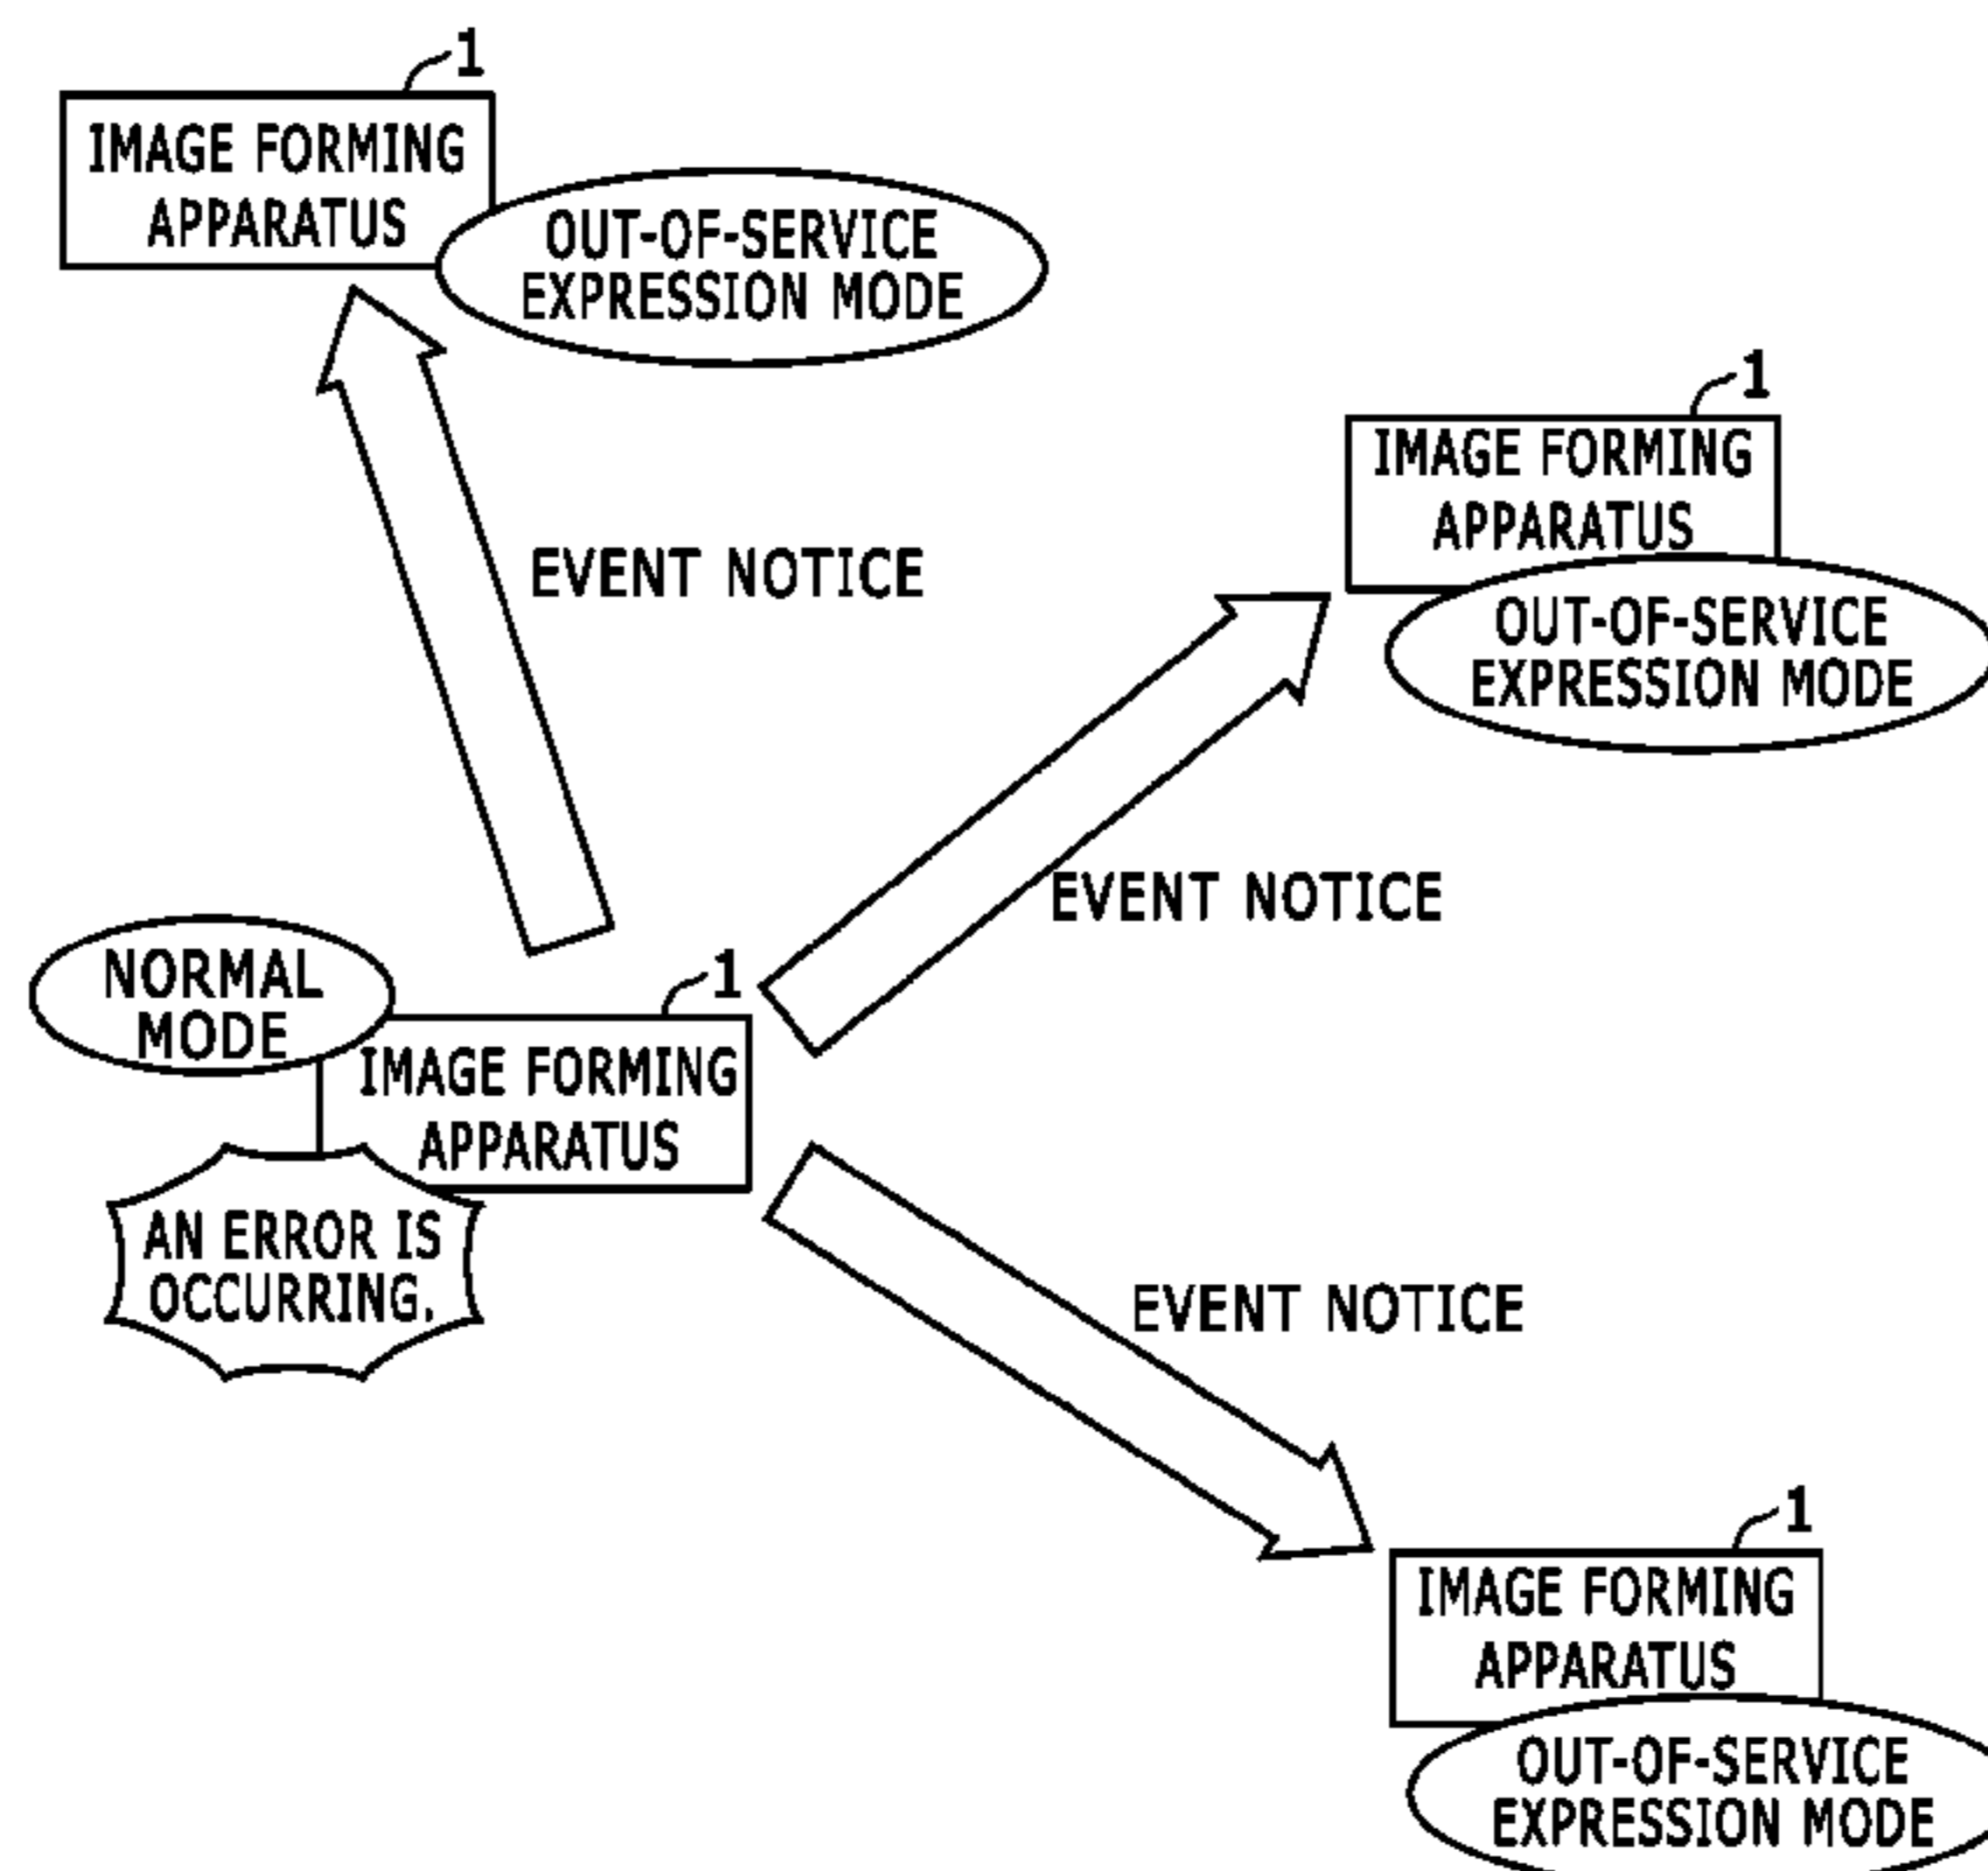 1
IMAGE FORMING
APPARATUS
OUT-OF-SERVICE
EXPRESSION MODE
1
IMAGE FORMING
APPARATUS
OUT-OF-SERVICE
EXPRESSION MODE
EVENT NOTICE
EVENT NOTICE
NORMAL
MODE
1
IMAGE FORMING
APPARATUS
AN ERROR IS
OCCURRING.
EVENT NOTICE
1
IMAGE FORMING
APPARATUS
OUT-OF-SERVICE
EXPRESSION MODE